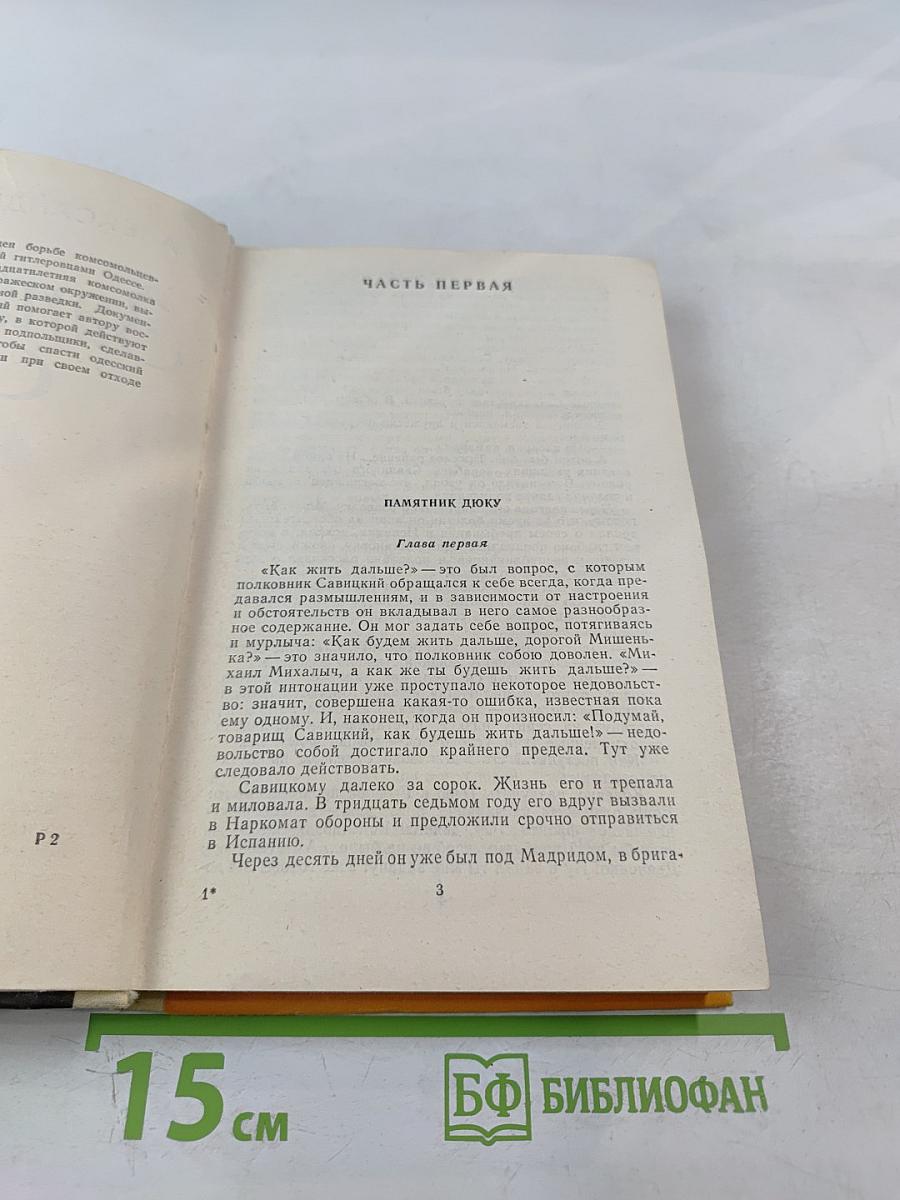 ен борьбе комсомольцев-
й гитлеровцами Одессе.
дцатилетняя комсомолка
ражеском окружении, вы-
ной разведки. Докумен-
ий помогает автору вос-
у, в которой действуют
подпольщики, сделав-
тобы спасти одесский
и при своем отходе
Р 2
ЧАСТЬ ПЕРВАЯ
ПАМЯТНИК ДЮКУ
Глава первая
«Как жить дальше?» — это был вопрос, с которым
полковник Савицкий обращался к себе всегда, когда пре-
давался размышлениям, и в зависимости от настроения
и обстоятельств он вкладывал в него самое разнообраз-
ное содержание. Он мог задать себе вопрос, потягиваясь
и мурлыча: «Как будем жить дальше, дорогой Мишень-
ка?» — это значило, что полковник собою доволен. «Ми-
хаил Михалыч, а как же ты будешь жить дальше?» —
в этой интонации уже проступало некоторое недовольст-
во: значит, совершена какая-то ошибка, известная пока
ему одному. И, наконец, когда он произносил: «Подумай,
товарищ Савицкий, как будешь жить дальше!» — недо-
вольство собой достигало крайнего предела. Тут уже
следовало действовать.
Савицкому далеко за сорок. Жизнь его и трепала
и миловала. В тридцать седьмом году его вдруг вызвали
в Наркомат обороны и предложили срочно отправиться
в Испанию.
Через десять дней он уже был под Мадридом, в брига-
1*
3
15 см
БФ БИБЛИОФАН